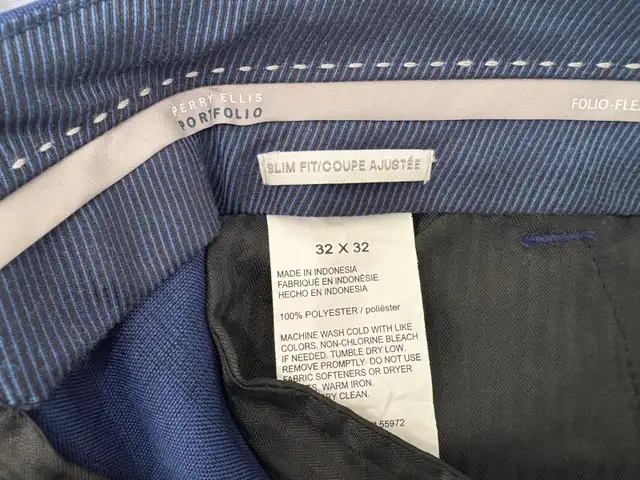 PERRY ELLIS
PORTFOLIO
FOLIO-FLE
SLIM FIT/COUPE AJUSTÉE
32 X 32
MADE IN INDONESIA
FABRIQUÉ EN INDONÉSIE
HECHO EN INDONESIA
100% POLYESTER / poliéster
MACHINE WASH COLD WITH LIKE
COLORS. NON-CHLORINE BLEACH
IF NEEDED. TUMBLE DRY LOW.
REMOVE PROMPTLY. DO NOT USE
FABRIC SOFTENERS OR DRYER
WARM IRON.
CLEAN.
55972